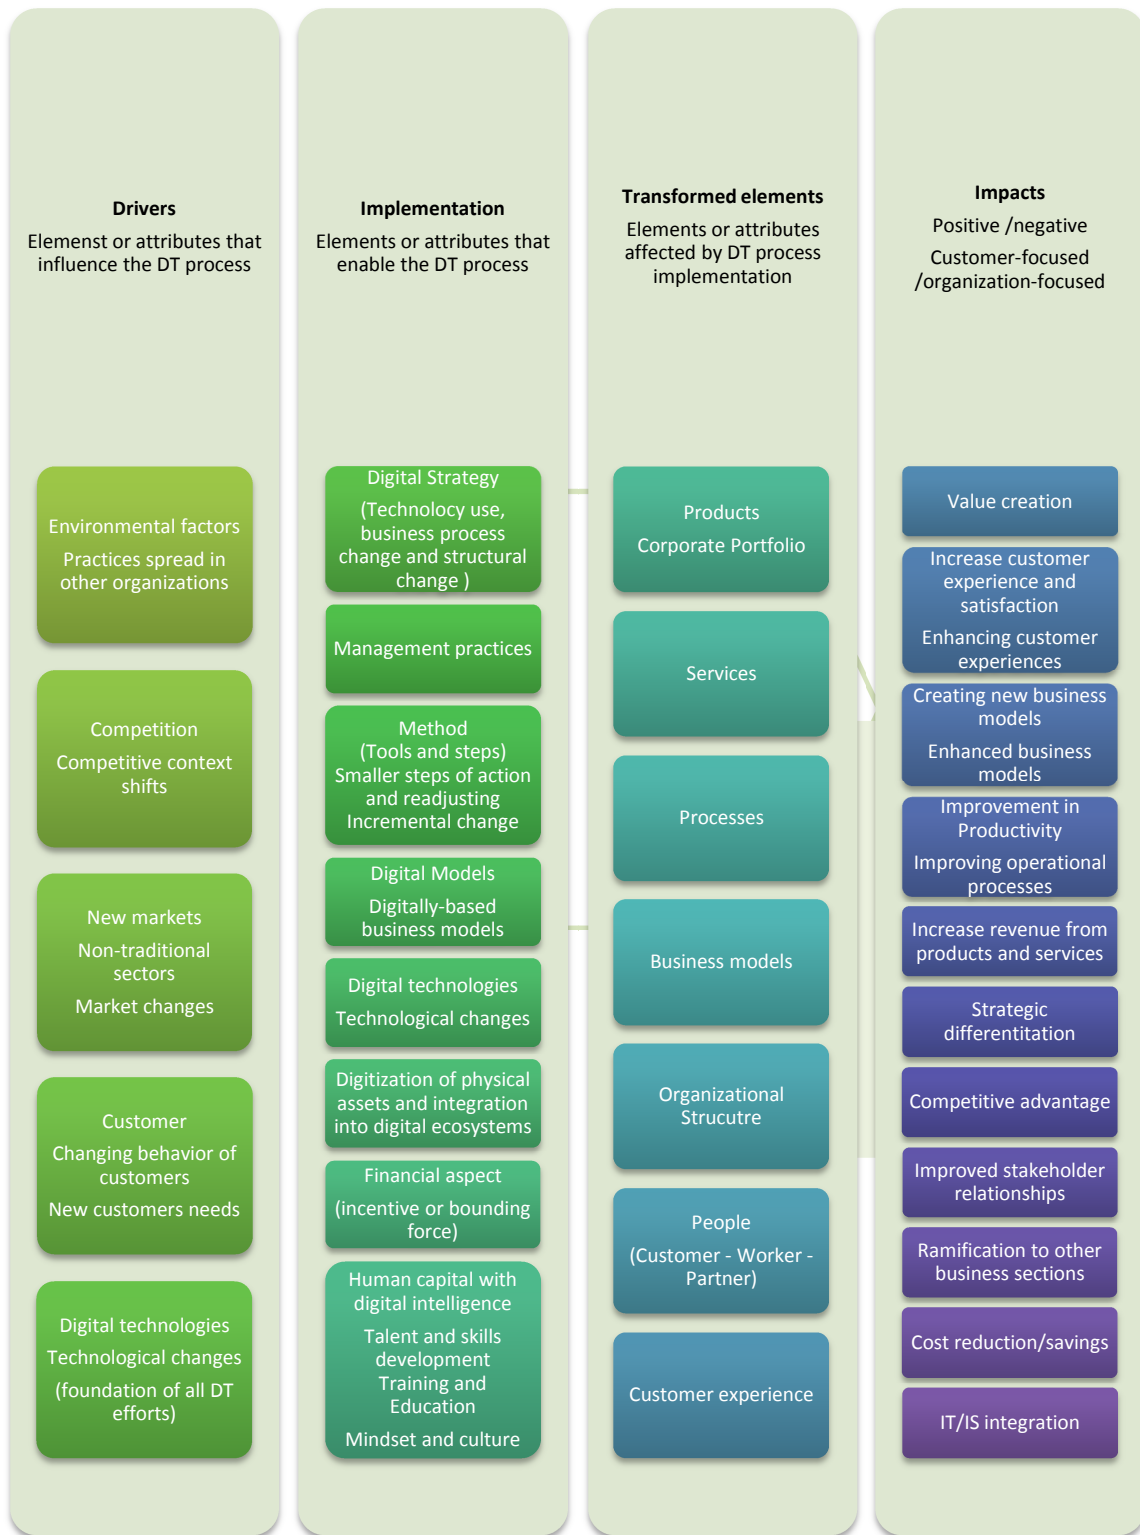 Drivers
Elemenst or attributes that
influence the DT process
Environmental factors
Practices spread in
other organizations
Competition
Competitive context
shifts
New markets
Non-traditional
sectors
Market changes
Customer
Changing behavior of
customers
New customers needs
Digital technologies
Technological changes
(foundation of all DT
efforts)
Implementation
Elements or attributes that
enable the DT process
Digital Strategy
(Technolocy use,
business process
change and structural
change )
Management practices
Method
(Tools and steps)
Smaller steps of action
and readjusting
Incremental change
Digital Models
Digitally-based
business models
Digital technologies
Technological changes
Digitization of physical
assets and integration
into digital ecosystems
Financial aspect
(incentive or bounding
force)
Human capital with
digital intelligence
Talent and skills
development
Training and
Education
Mindset and culture
Transformed elements
Elements or attributes
affected by DT process
implementation
Products
Corporate Portfolio
Services
Processes
Business models
Organizational
Strucutre
People
(Customer - Worker -
Partner)
Customer experience
Impacts
Positive /negative
Customer-focused
/organization-focused
Value creation
Increase customer
experience and
satisfaction
Enhancing customer
experiences
Creating new business
models
Enhanced business
models
Improvement in
Productivity
Improving operational
processes
Increase revenue from
products and services
Strategic
differentitation
Competitive advantage
Improved stakeholder
relationships
Ramification to other
business sections
Cost reduction/savings
IT/IS integration